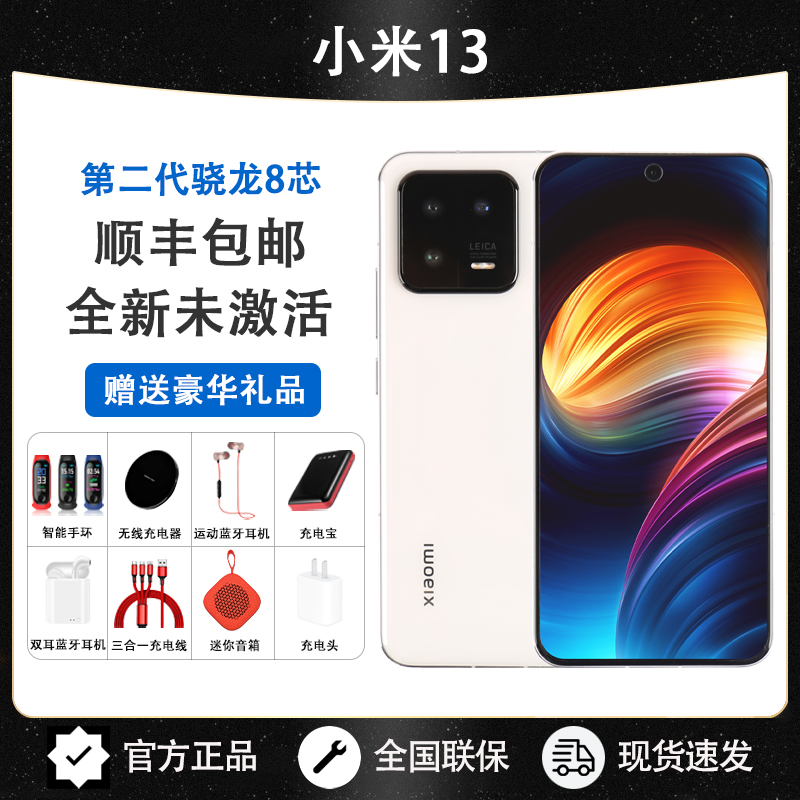 小米13
第二代骁龙8芯
顺丰包邮
全新未激活
赠送豪华礼品
智能手环
无线充电器
运动蓝牙耳机
充电宝
双耳蓝牙耳机
三合一充电线
迷你音箱
充电头
LEICA
xiaomi
官方正品
全国联保
现货速发